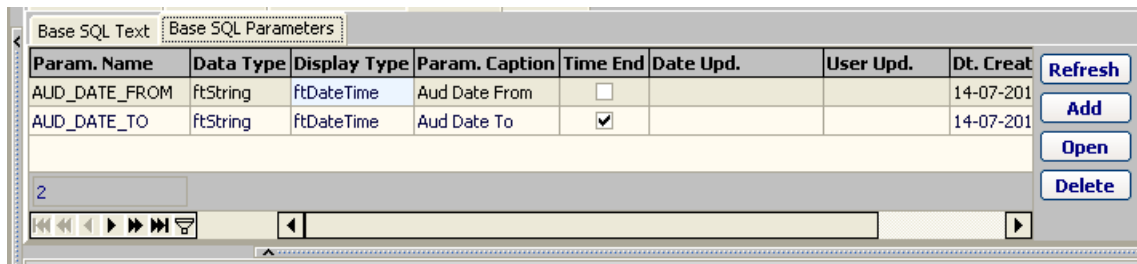 Base SQL Text Base SQL Parameters
Param. Name Data Type Display Type Param. Caption Time End Date Upd. User Upd. Dt. Creat
AUD_DATE_FROM ftString ftDateTime Aud Date From 14-07-201
AUD_DATE_TO ftString ftDateTime Aud Date To 14-07-201
2
Refresh
Add
Open
Delete